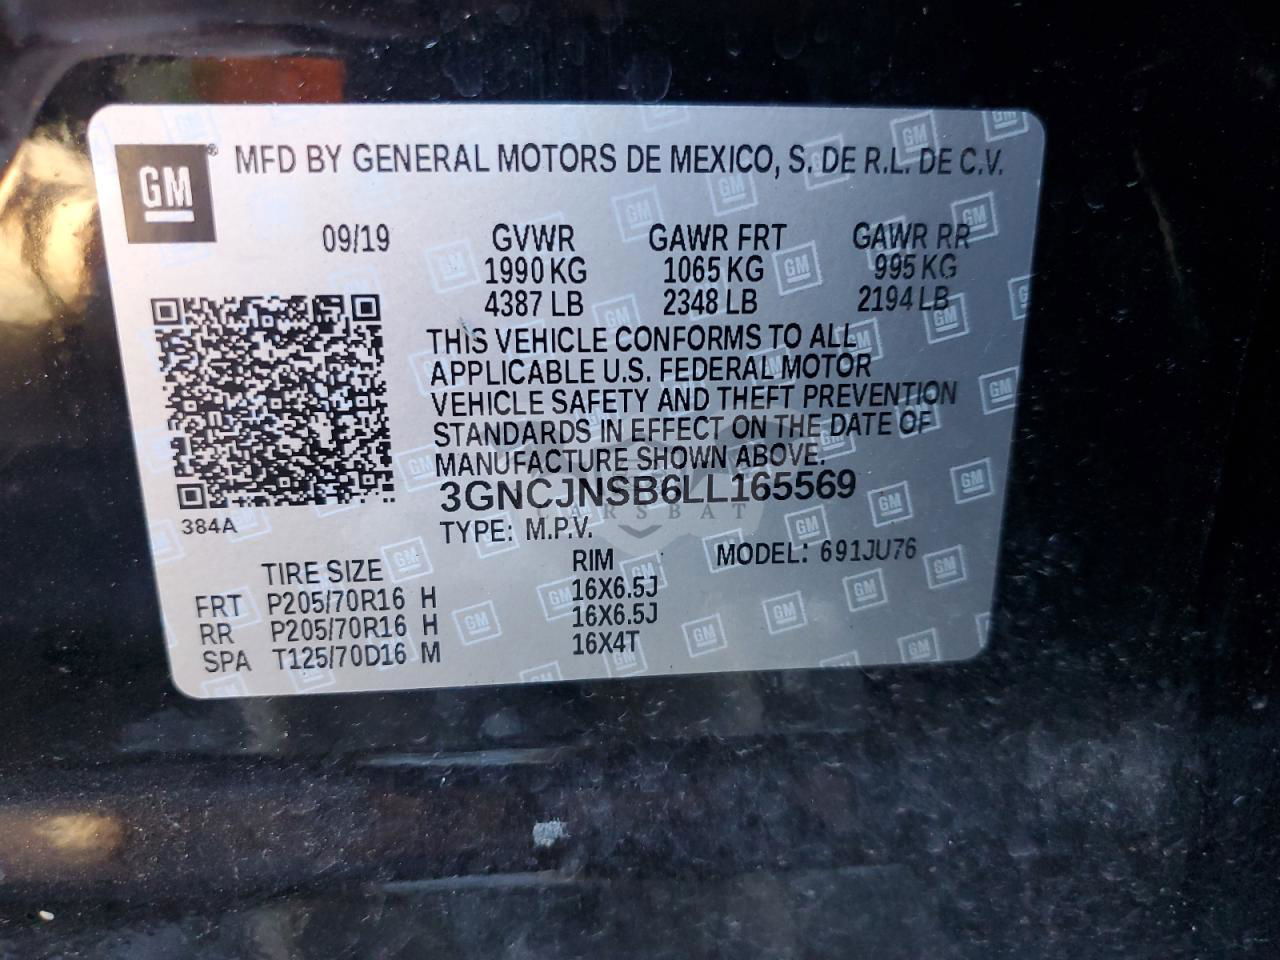 GM® MFD BY GENERAL MOTORS DE MEXICO, S. DE R.L. DE C.V.
09/19 GVWR GAWR FRT GAWR RR
1990 KG 1065 KG 995 KG
4387 LB 2348 LB 2194 LB
THIS VEHICLE CONFORMS TO ALL
APPLICABLE U.S. FEDERAL MOTOR
VEHICLE SAFETY AND THEFT PREVENTION
STANDARDS IN EFFECT ON THE DATE OF
MANUFACTURE SHOWN ABOVE.
3GNCJNSB6LL165569
CARSBAT
384A TYPE: M.P.V.
TIRE SIZE RIM MODEL: 691JU76
FRT P205/70R16 H 16X6.5J
RR P205/70R16 H 16X6.5J
SPA T125/70D16 M 16X4T